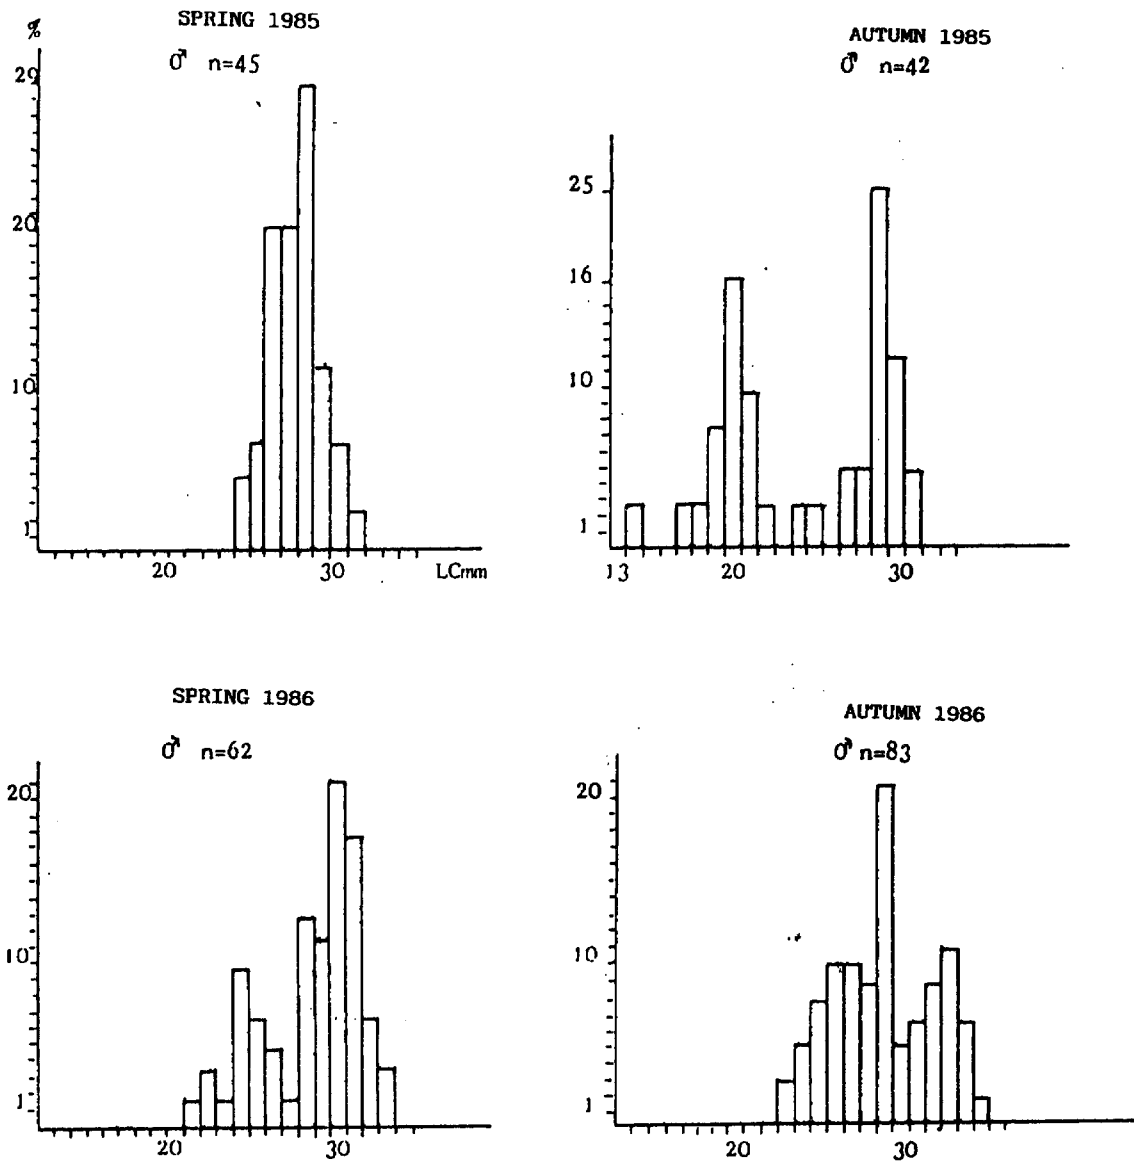 SPRING 1985
%
♂ n=45
29
20
10
1
20 30 LCmm
AUTUMN 1985
♂ n=42
25
16
10
1
13 20 30
SPRING 1986
♂ n=62
20
10
1
20 30
AUTUMN 1986
♂ n=83
20
10
1
20 30